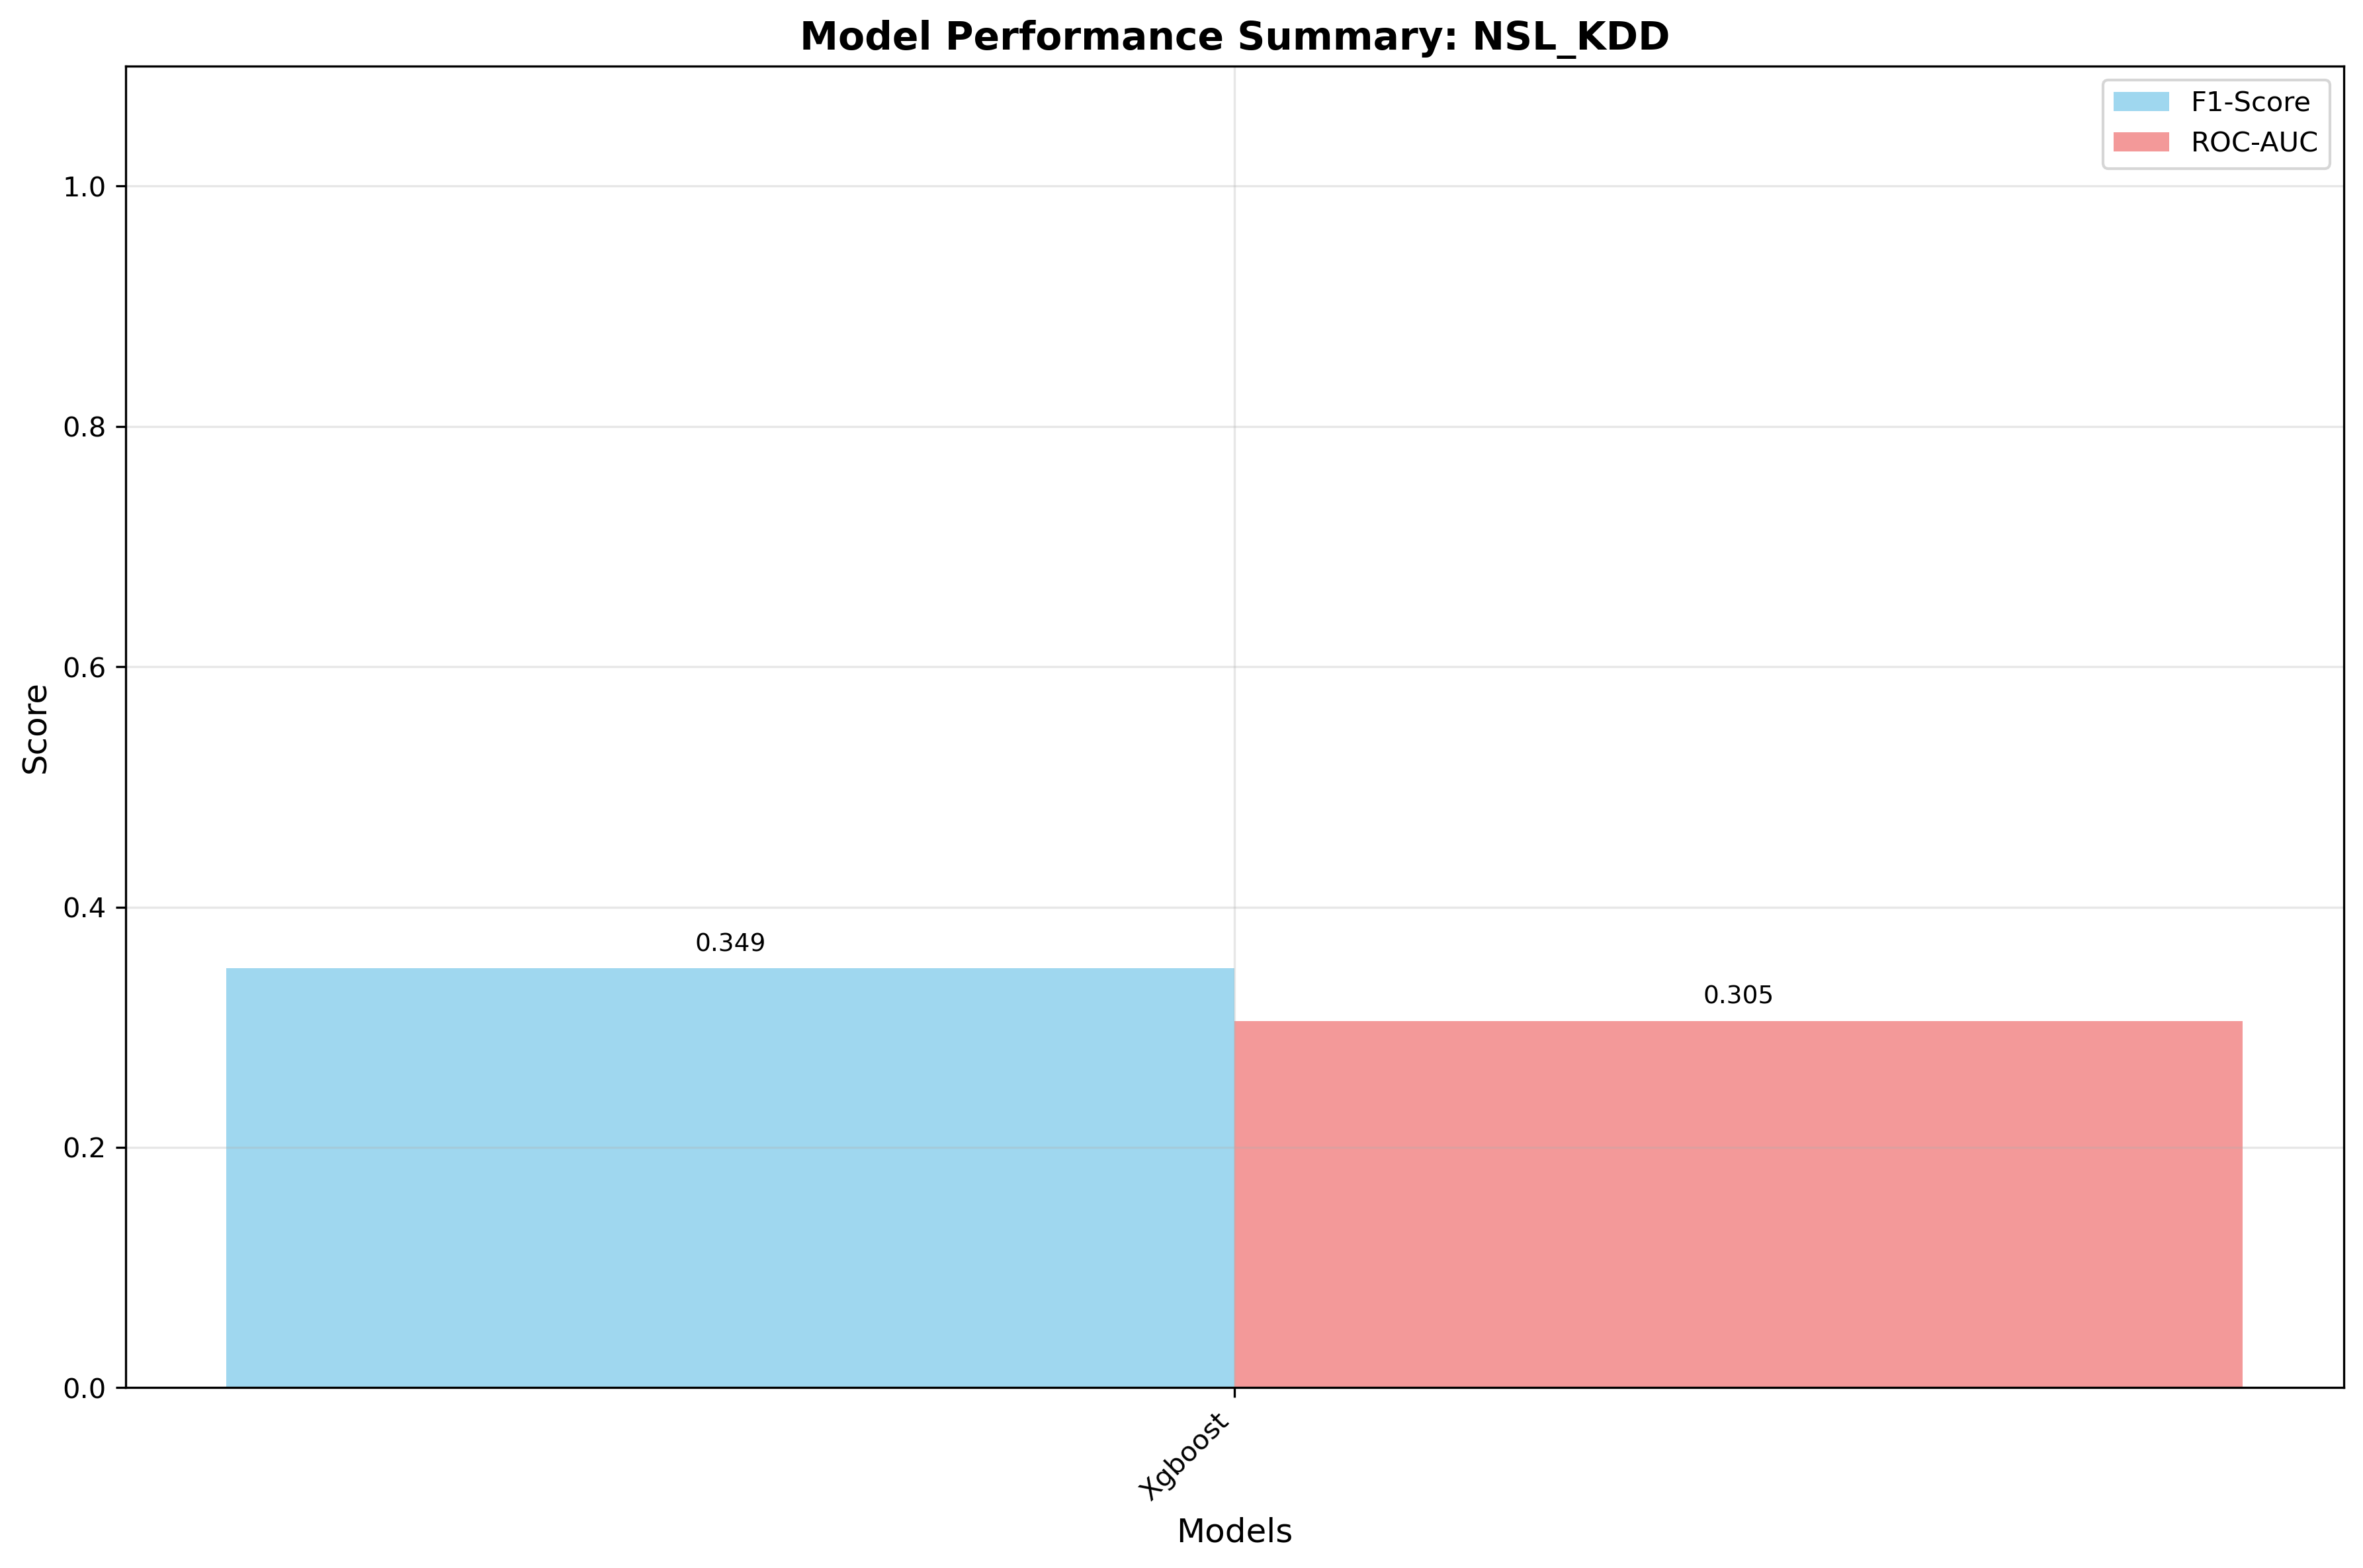 Model Performance Summary: NSL_KDD
F1-Score
ROC-AUC
1.0
0.8
0.6
0.4
0.2
0.0
Score
0.349
0.305
Xgboost
Models